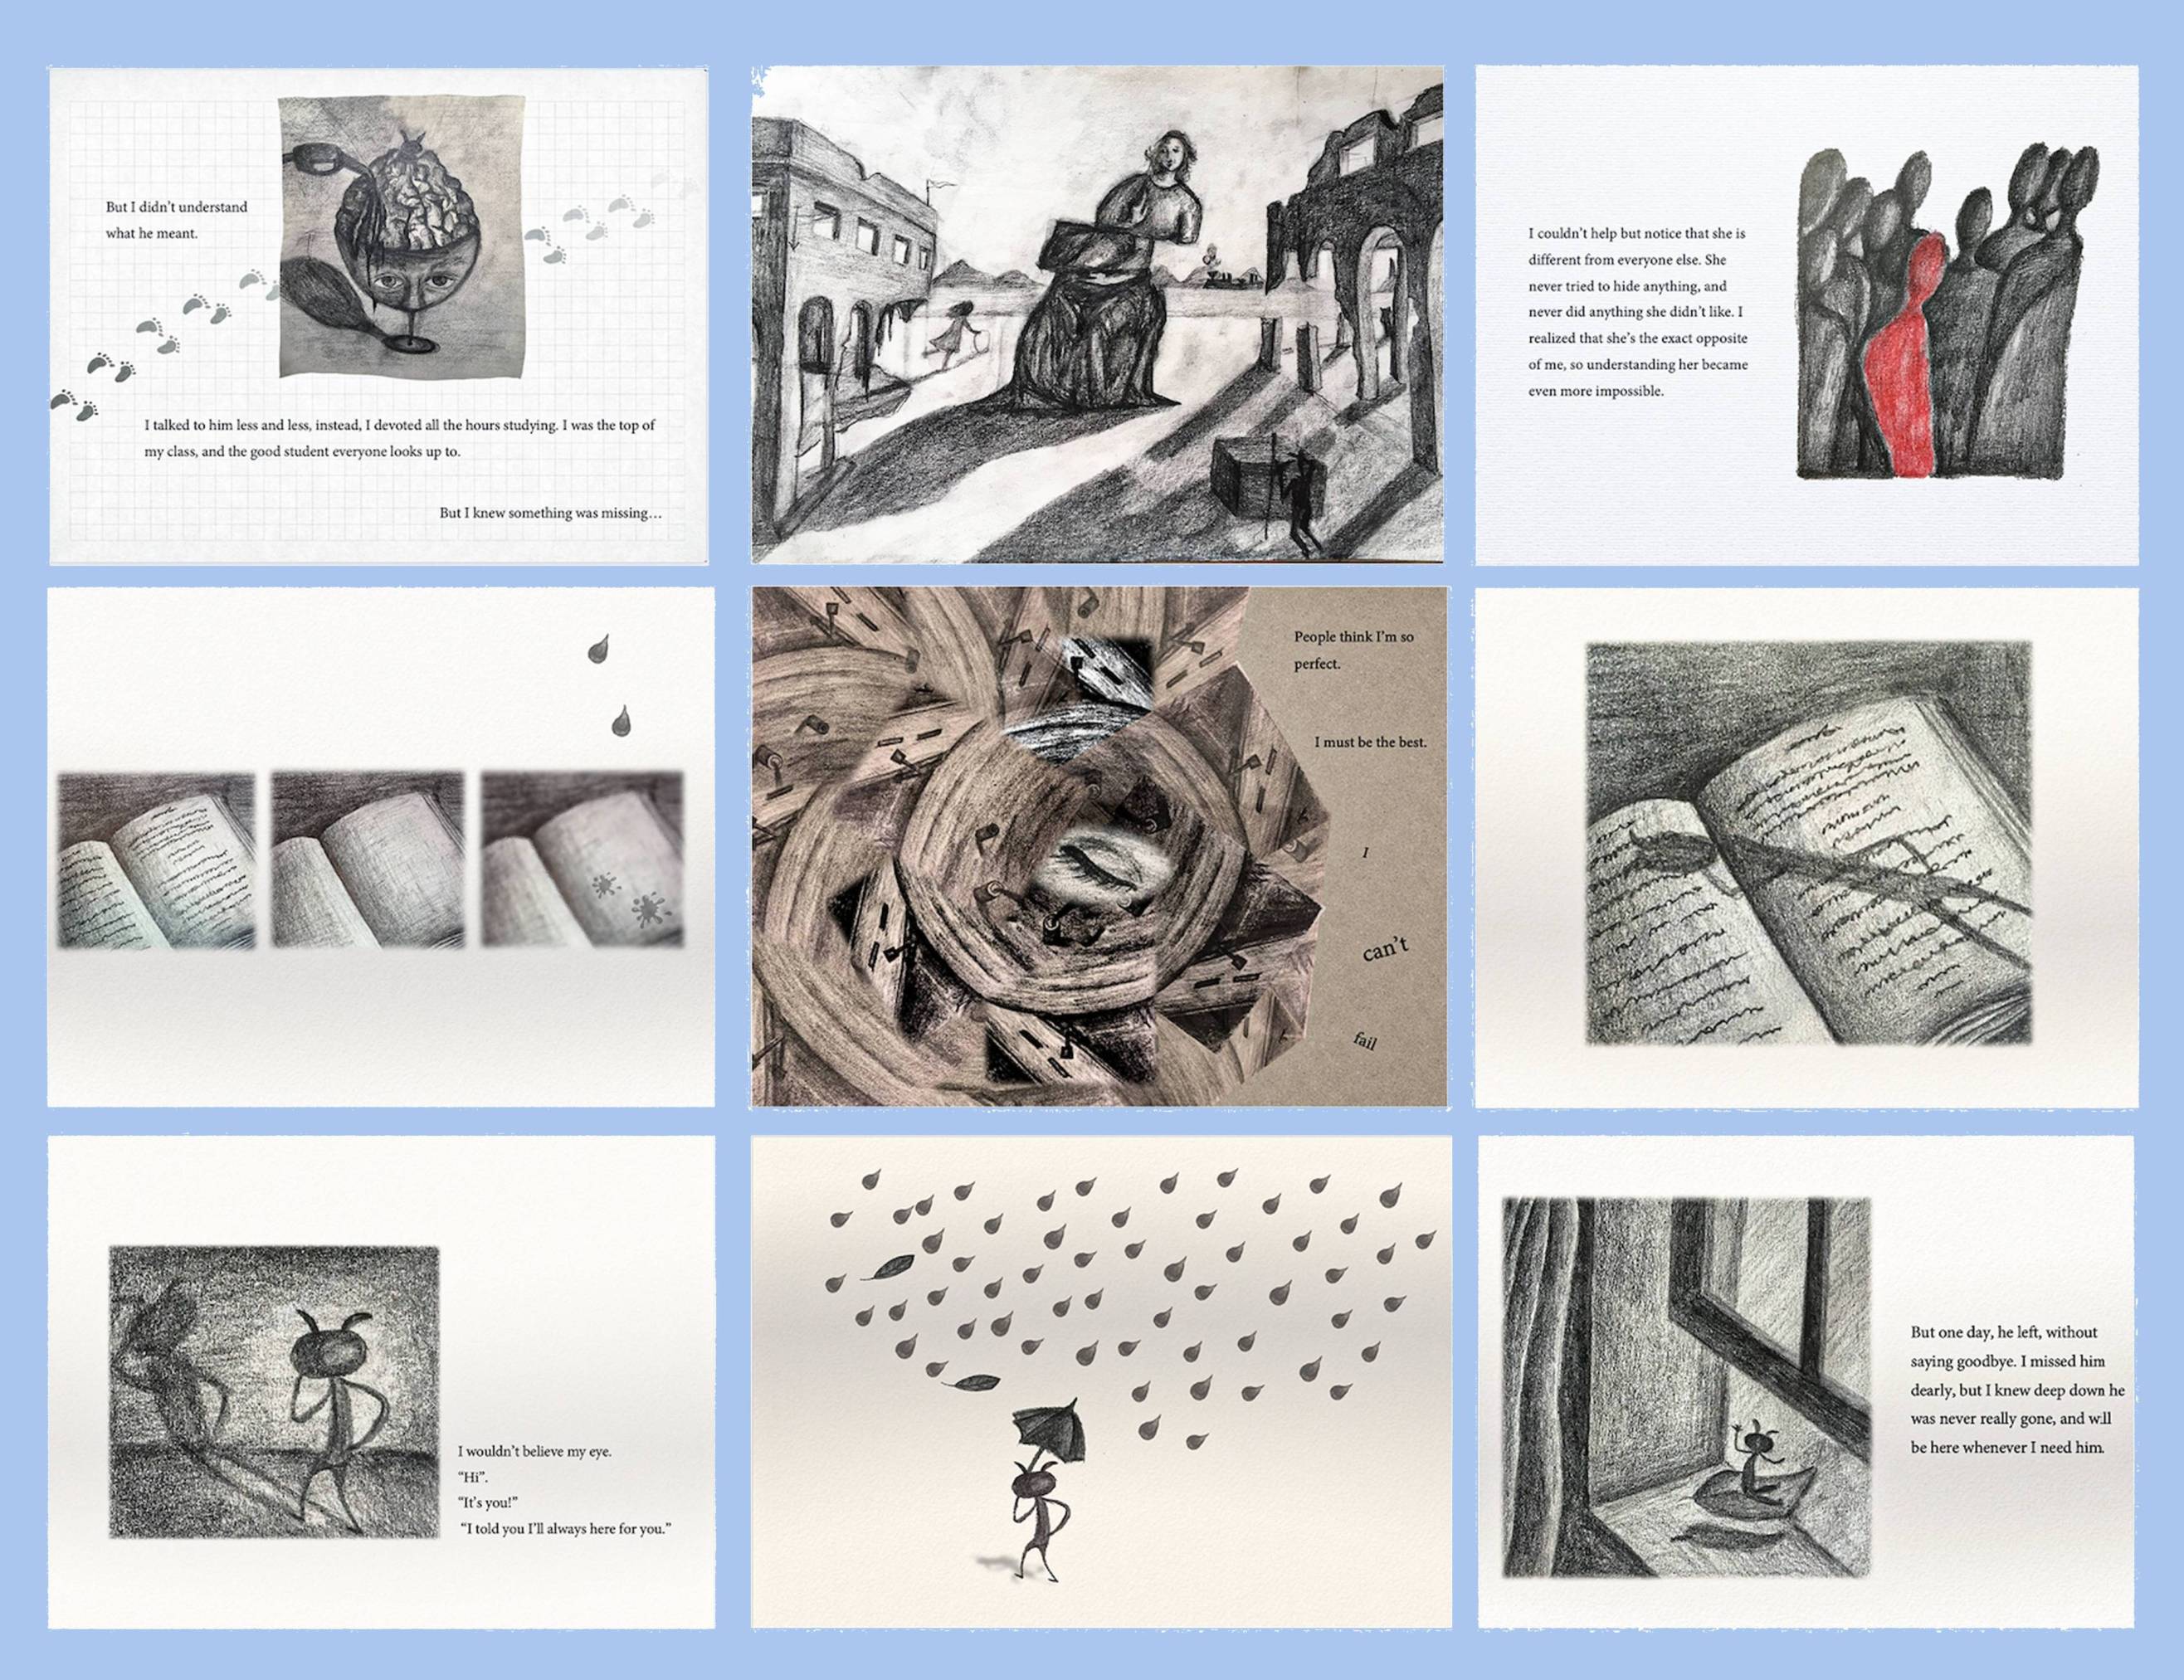 But I didn't understand
what he meant.
I talked to him less and less, instead, I devoted all the hours studying. I was the top of
my class, and the good student everyone looks up to.
But I knew something was missing…
I couldn't help but notice that she is
different from everyone else. She
never tried to hide anything, and
never did anything she didn't like. I
realized that she's the exact opposite
of me, so understanding her became
even more impossible.
People think I'm so
perfect.
I must be the best.
I
can't
fail
I wouldn't believe my eye.
"Hi".
"It's you!"
"I told you I'll always here for you."
But one day, he left, without
saying goodbye. I missed him
dearly, but I knew deep down he
was never really gone, and will
be here whenever I need him.